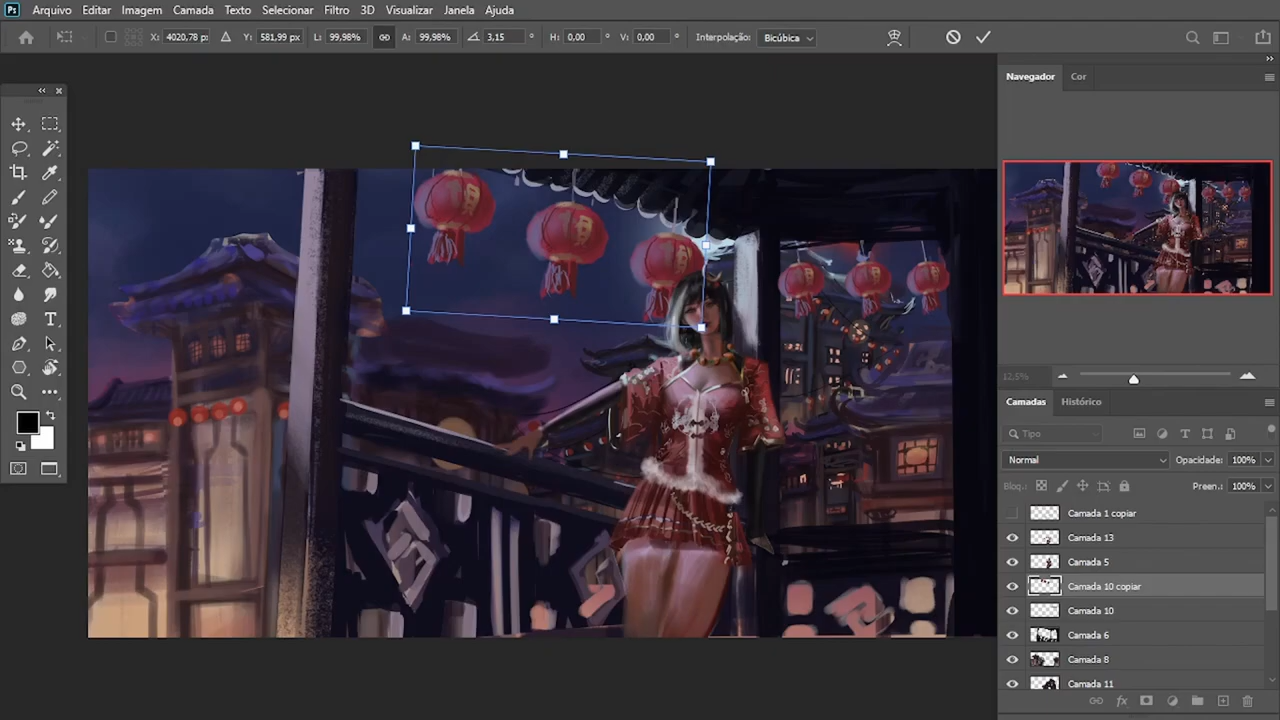 Ps Arquivo Editar Imagem Camada Texto Selecionar Filtro 3D Visualizar Janela Ajuda
X: 4020,78 p: Y: 581,99 px L: 99,98% A: 99,98% 3,15 ° H: 0,00 ° V: 0,00 ° Interpolação: Bicúbica
Navegador Cor
12,5%
Camadas Histórico
Tipo
Normal Opacidade: 100%
Bloq.: Preen.: 100%
Camada 1 copiar
Camada 13
Camada 5
Camada 10 copiar
Camada 10
Camada 6
Camada 8
Camada 11
fx